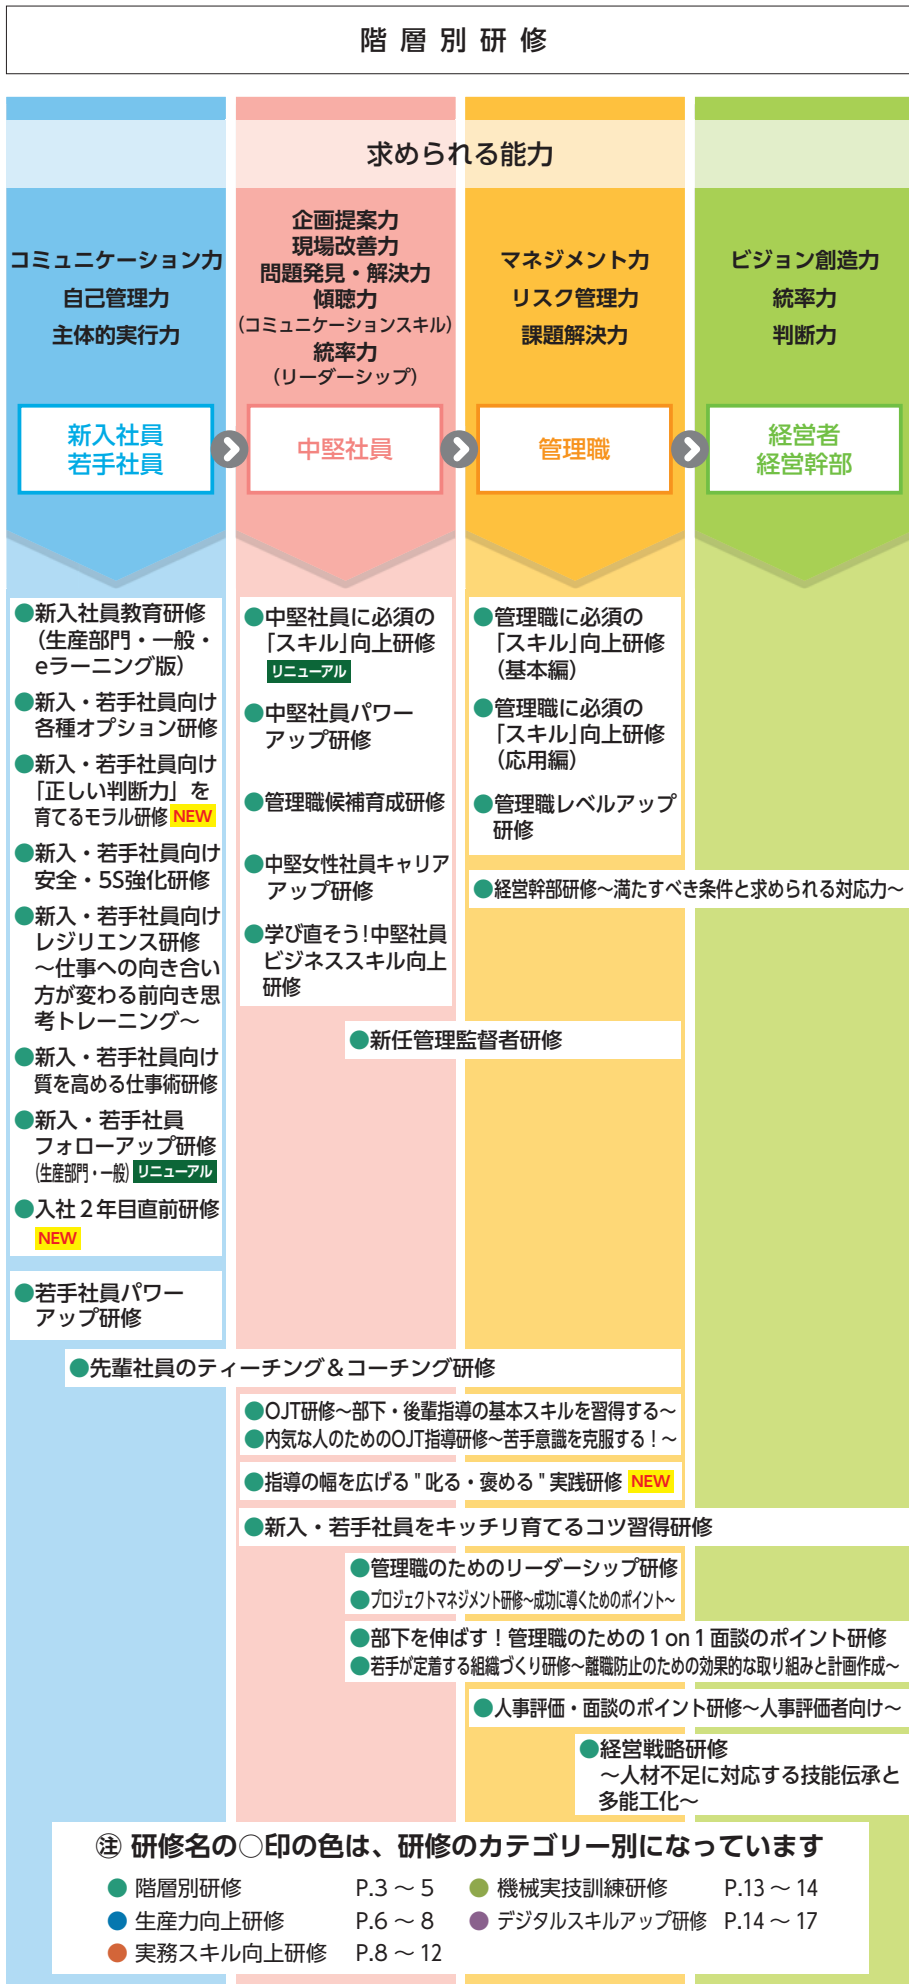 階層別研修
求められる能力
コミュニケーション力
自己管理力
主体的実行力
企画提案力
現場改善力
問題発見・解決力
傾聴力
(コミュニケーションスキル)
統率力
(リーダーシップ)
マネジメント力
リスク管理力
課題解決力
ビジョン創造力
統率力
判断力
新入社員
若手社員
中堅社員
管理職
経営者
経営幹部
●新入社員教育研修
(生産部門・一般・
eラーニング版)
●新入・若手社員向け
各種オプション研修
●新入・若手社員向け
「正しい判断力」を
育てるモラル研修 NEW
●新入・若手社員向け
安全・5S強化研修
●新入・若手社員向け
レジリエンス研修
〜仕事への向き合い
方が変わる前向き思
考トレーニング〜
●新入・若手社員向け
質を高める仕事術研修
●新入・若手社員
フォローアップ研修
(生産部門・一般) リニューアル
●入社2年目直前研修
NEW
●若手社員パワー
アップ研修
●中堅社員に必須の
「スキル」向上研修
リニューアル
●中堅社員パワー
アップ研修
●管理職候補育成研修
●中堅女性社員キャリア
アップ研修
●学び直そう!中堅社員
ビジネススキル向上
研修
●管理職に必須の
「スキル」向上研修
(基本編)
●管理職に必須の
「スキル」向上研修
(応用編)
●管理職レベルアップ
研修
●経営幹部研修〜満たすべき条件と求められる対応力〜
●新任管理監督者研修
●先輩社員のティーチング&コーチング研修
●OJT研修〜部下・後輩指導の基本スキルを習得する〜
●内気な人のためのOJT指導研修〜苦手意識を克服する!〜
●指導の幅を広げる"叱る・褒める"実践研修 NEW
●新入・若手社員をキッチリ育てるコツ習得研修
●管理職のためのリーダーシップ研修
●プロジェクトマネジメント研修〜成功に導くためのポイント〜
●部下を伸ばす!管理職のための1on1面談のポイント研修
●若手が定着する組織づくり研修〜離職防止のための効果的な取り組みと計画作成〜
●人事評価・面談のポイント研修〜人事評価者向け〜
●経営戦略研修
〜人材不足に対応する技能伝承と
多能工化〜
㊟ 研修名の○印の色は、研修のカテゴリー別になっています
● 階層別研修 P.3〜5
● 生産力向上研修 P.6〜8
● 実務スキル向上研修 P.8〜12
● 機械実技訓練研修 P.13〜14
● デジタルスキルアップ研修 P.14〜17